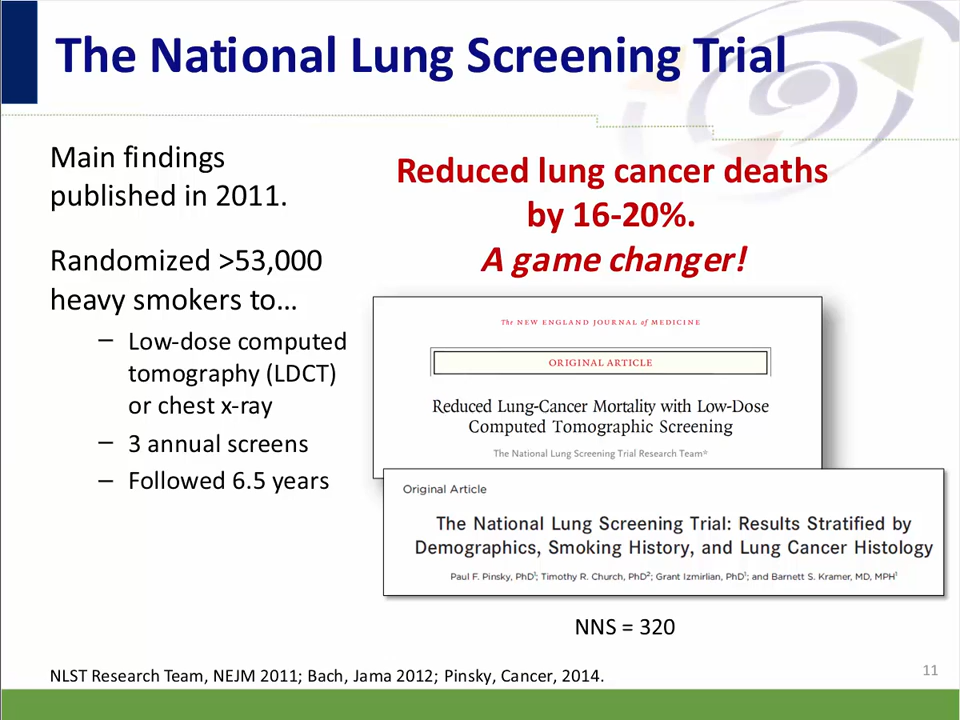 The National Lung Screening Trial
Main findings
published in 2011.
Randomized >53,000
heavy smokers to…
– Low-dose computed
tomography (LDCT)
or chest x-ray
– 3 annual screens
– Followed 6.5 years
Reduced lung cancer deaths
by 16-20%.
A game changer!
The NEW ENGLAND JOURNAL of MEDICINE
ORIGINAL ARTICLE
Reduced Lung-Cancer Mortality with Low-Dose
Computed Tomographic Screening
The National Lung Screening Trial Research Team*
Original Article
The National Lung Screening Trial: Results Stratified by
Demographics, Smoking History, and Lung Cancer Histology
Paul F. Pinsky, PhD¹; Timothy R. Church, PhD²; Grant Izmirlian, PhD¹; and Barnett S. Kramer, MD, MPH¹
NNS = 320
NLST Research Team, NEJM 2011; Bach, Jama 2012; Pinsky, Cancer, 2014.
11